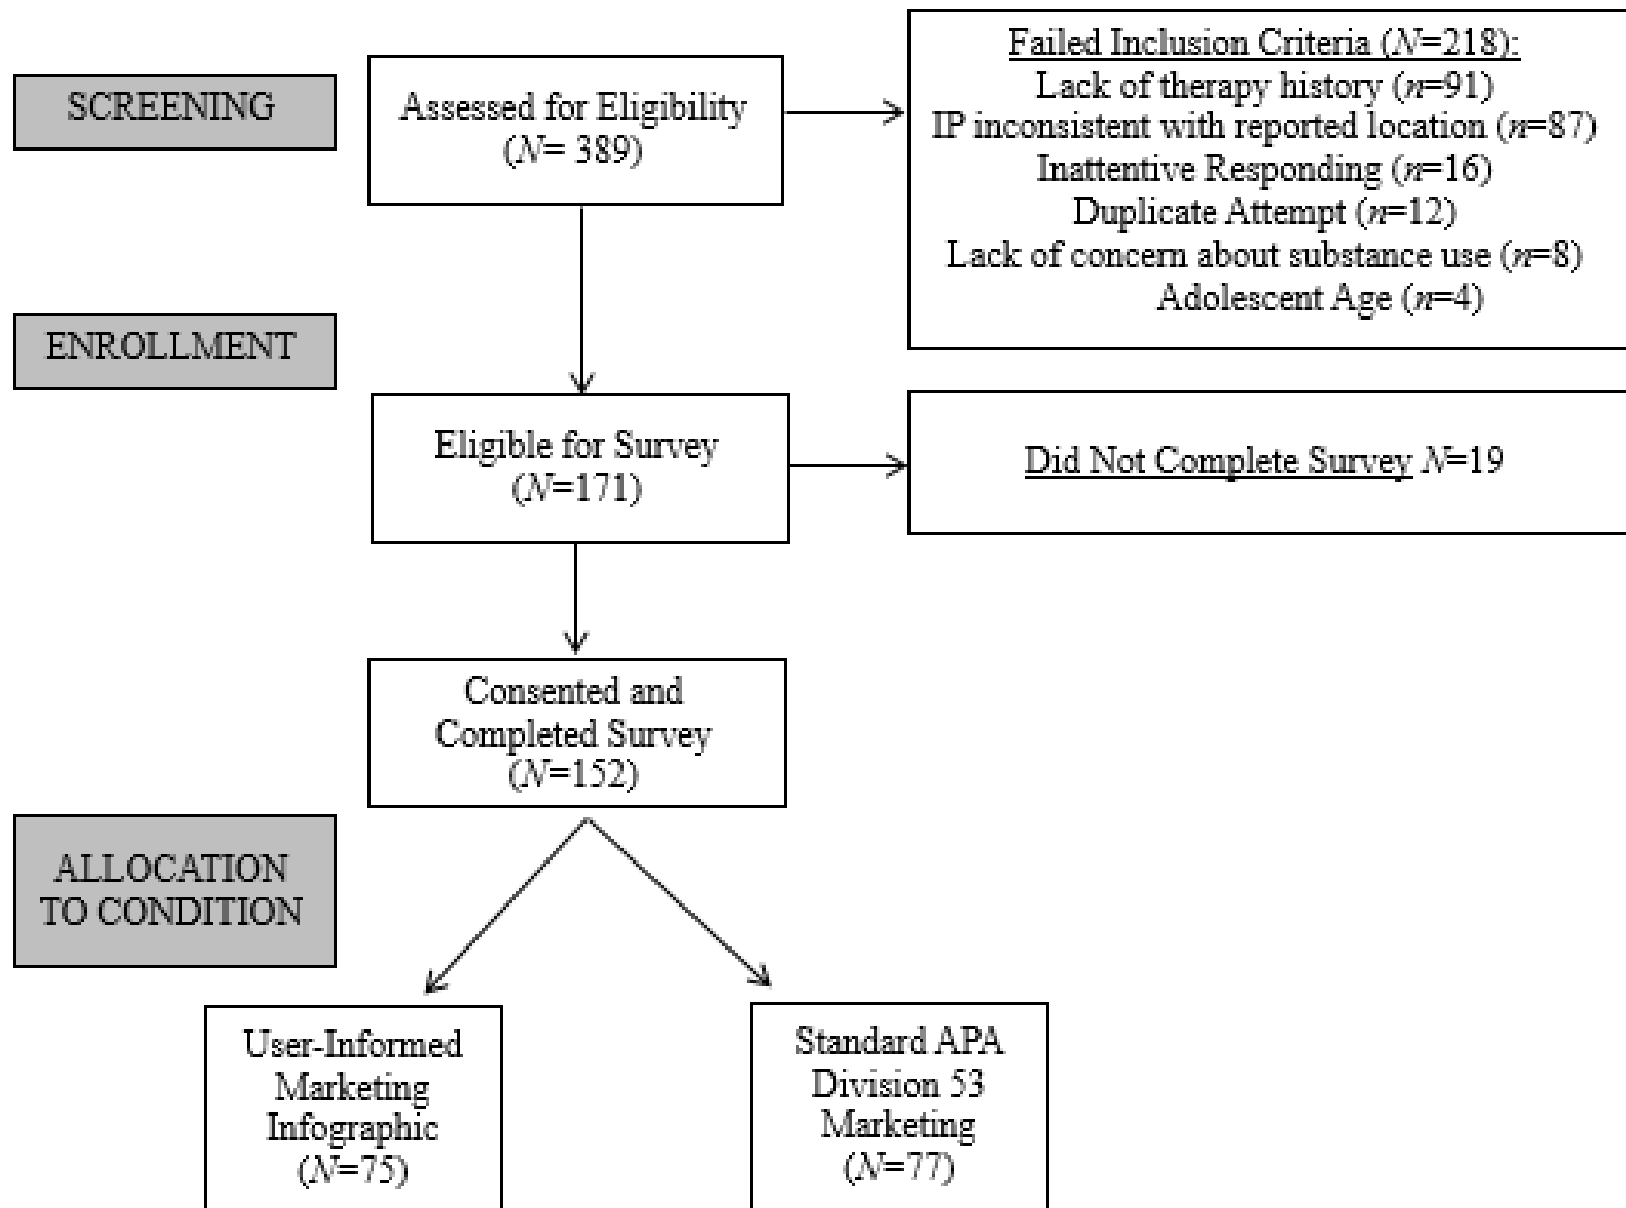 SCREENING
Assessed for Eligibility
(N= 389)
Failed Inclusion Criteria (N=218):
Lack of therapy history (n=91)
IP inconsistent with reported location (n=87)
Inattentive Responding (n=16)
Duplicate Attempt (n=12)
Lack of concern about substance use (n=8)
Adolescent Age (n=4)
ENROLLMENT
Eligible for Survey
(N=171)
Did Not Complete Survey N=19
Consented and
Completed Survey
(N=152)
ALLOCATION
TO CONDITION
User-Informed
Marketing
Infographic
(N=75)
Standard APA
Division 53
Marketing
(N=77)